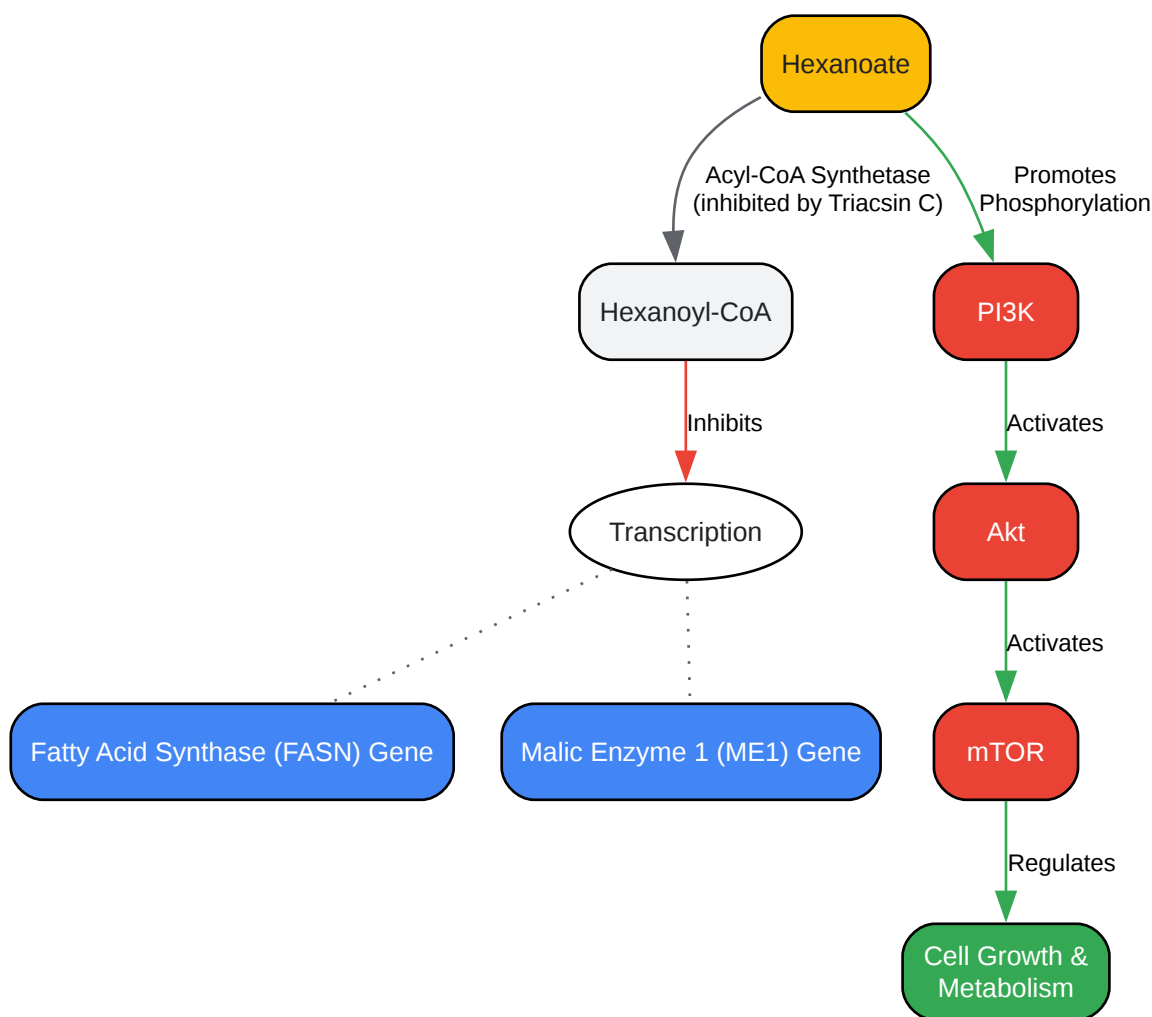 Hexanoate
Acyl-CoA Synthetase
(inhibited by Triacsin C)
Promotes
Phosphorylation
Hexanoyl-CoA
PI3K
Inhibits
Activates
Transcription
Akt
Activates
Fatty Acid Synthase (FASN) Gene
Malic Enzyme 1 (ME1) Gene
mTOR
Regulates
Cell Growth &
Metabolism